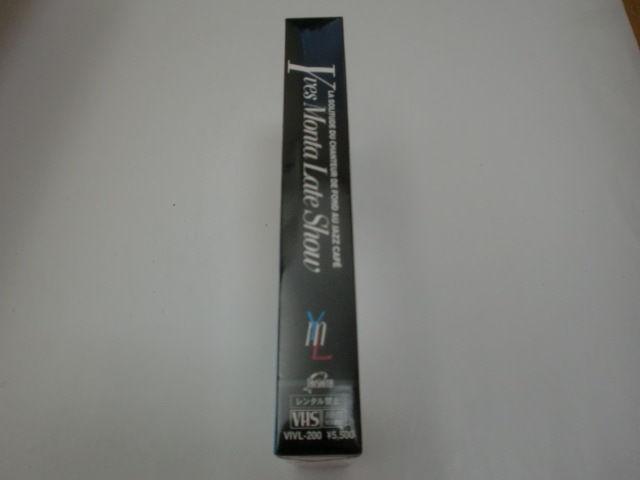 LA SOLITUDE DU CHANTEUR DE FOND AU JAZZ CAFÉ
Yves Monta Late Show
YmL
レンタル禁止
VHS
VIVL-200 ¥5,500